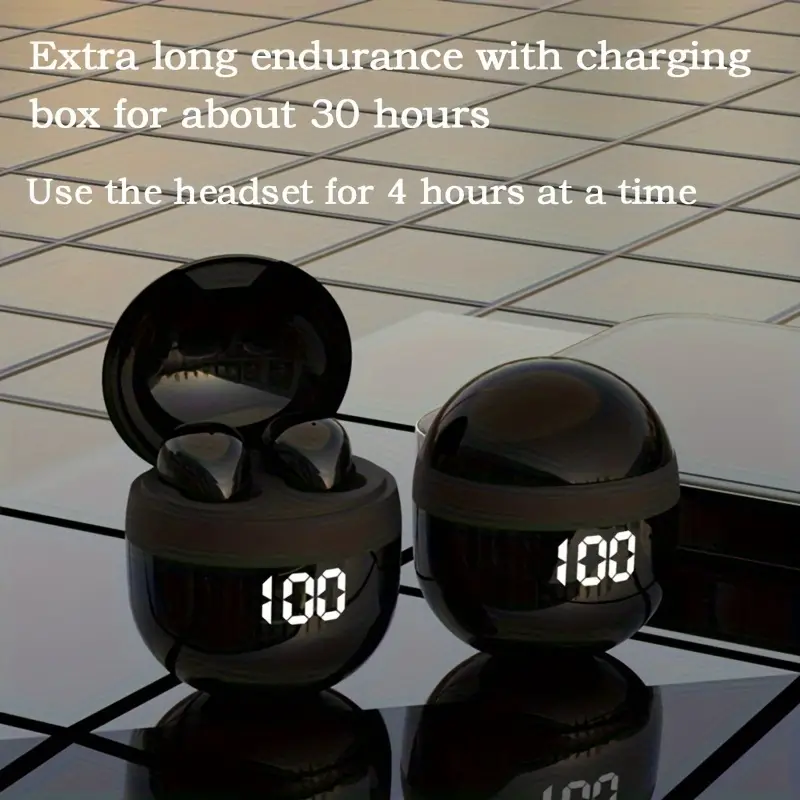 Extra long endurance with charging
box for about 30 hours
Use the headset for 4 hours at a time
100
100
100